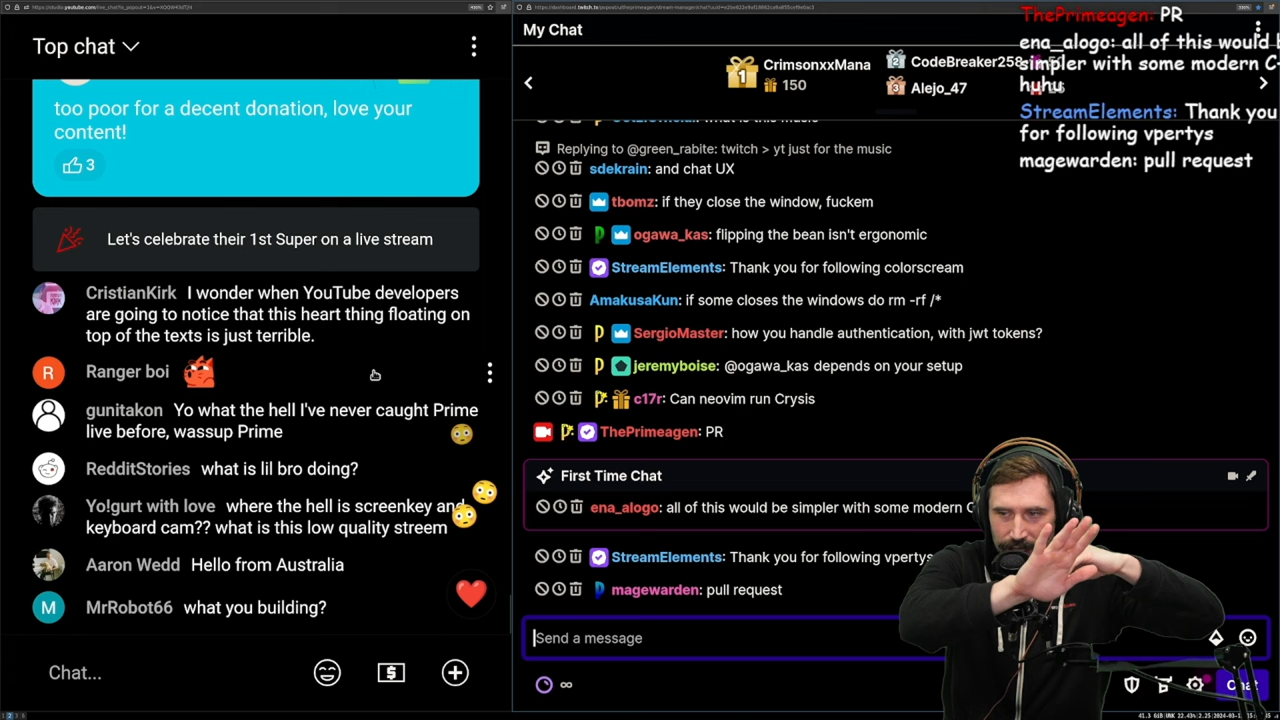 Top chat
too poor for a decent donation, love your
content!
3
Let's celebrate their 1st Super on a live stream
CristianKirk I wonder when YouTube developers
are going to notice that this heart thing floating on
top of the texts is just terrible.
R Ranger boi
gunitakon Yo what the hell I've never caught Prime
live before, wassup Prime
RedditStories what is lil bro doing?
Yo!gurt with love where the hell is screenkey and
keyboard cam?? what is this low quality streem
Aaron Wedd Hello from Australia
M MrRobot66 what you building?
Chat...
My Chat
1 CrimsonxxMana
150
2 CodeBreaker258
3 Alejo_47
Replying to @green_rabite: twitch > yt just for the music
sdekrain: and chat UX
tbomz: if they close the window, fuckem
ogawa_kas: flipping the bean isn't ergonomic
StreamElements: Thank you for following colorscream
AmakusaKun: if some closes the windows do rm -rf /*
SergioMaster: how you handle authentication, with jwt tokens?
jeremyboise: @ogawa_kas depends on your setup
c17r: Can neovim run Crysis
ThePrimeagen: PR
First Time Chat
ena_alogo: all of this would be simpler with some modern C
StreamElements: Thank you for following vpertys
magewarden: pull request
Send a message
ThePrimeagen: PR
ena_alogo: all of this would b
simpler with some modern C-
huhu
StreamElements: Thank you
for following vpertys
magewarden: pull request